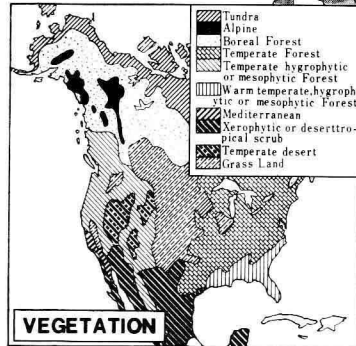 Tundra
Alpine
Boreal Forest
Temperate Forest
Temperate hygrophytic
or mesophytic Forest
Warm temperate,hygroph-
ytic or mesophytic Forest
Mediterranean
Xerophytic or deserttro-
pical scrub
Temperate desert
Grass Land
VEGETATION